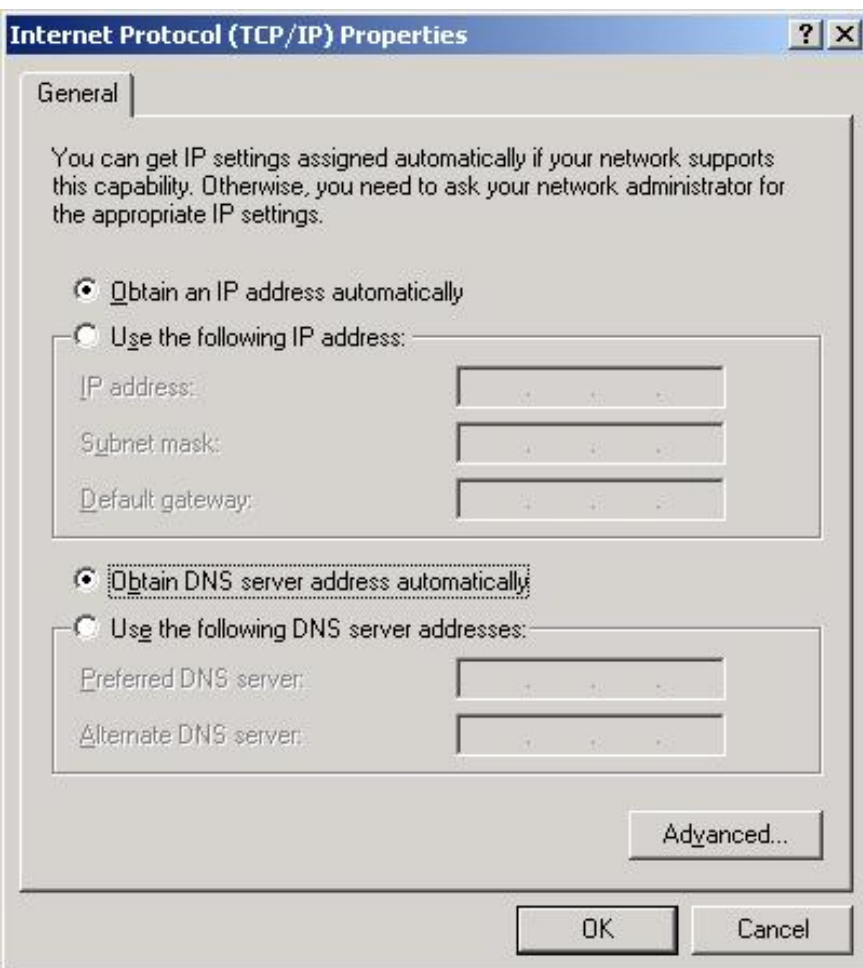 Internet Protocol (TCP/IP) Properties
General
You can get IP settings assigned automatically if your network supports
this capability. Otherwise, you need to ask your network administrator for
the appropriate IP settings.
Obtain an IP address automatically
Use the following IP address:
IP address:
Subnet mask:
Default gateway:
Obtain DNS server address automatically
Use the following DNS server addresses:
Preferred DNS server:
Alternate DNS server:
Advanced...
OK Cancel